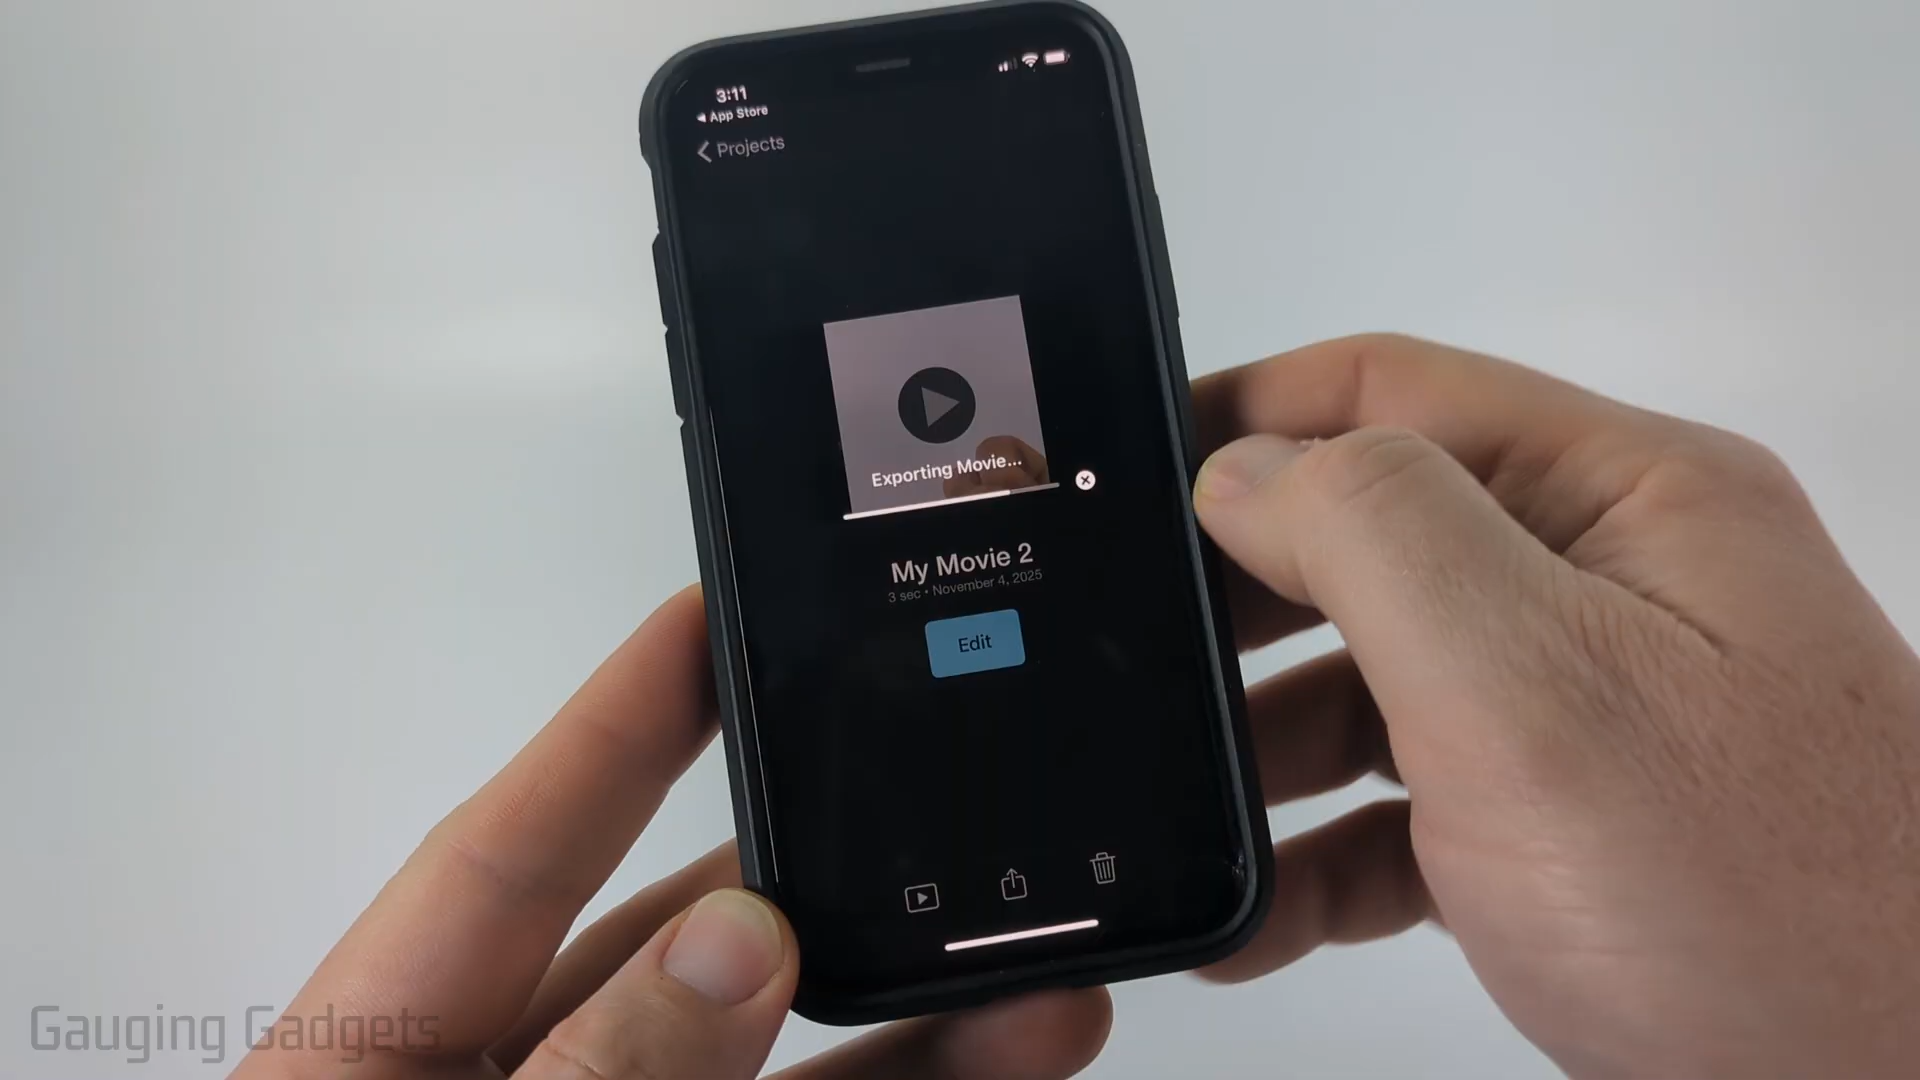 3:11
App Store
Projects
Exporting Movie...
My Movie 2
3 sec • November 4, 2025
Edit
Gauging Gadgets